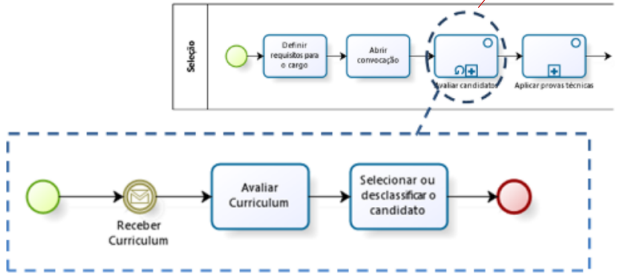 Seleção
Definir
requisitos para
o cargo
Abrir
convocação
Avaliar candidatos
Aplicar provas técnicas
Receber
Curriculum
Avaliar
Curriculum
Selecionar ou
desclassificar o
candidato